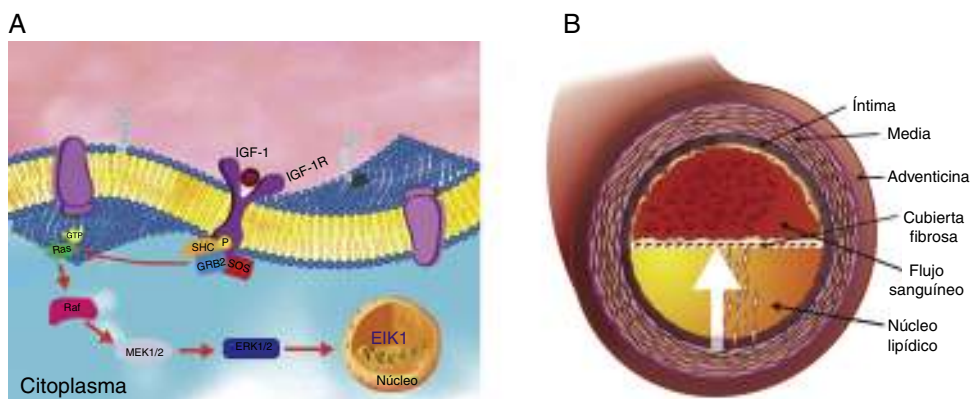 A
IGF-1
IGF-1R
GTP
Ras
SHC
P
GRB2
SOS
Raf
MEK1/2
ERK1/2
ElK1
Núcleo
Citoplasma
B
Íntima
Media
Adventicina
Cubierta
fibrosa
Flujo
sanguíneo
Núcleo
lipídico